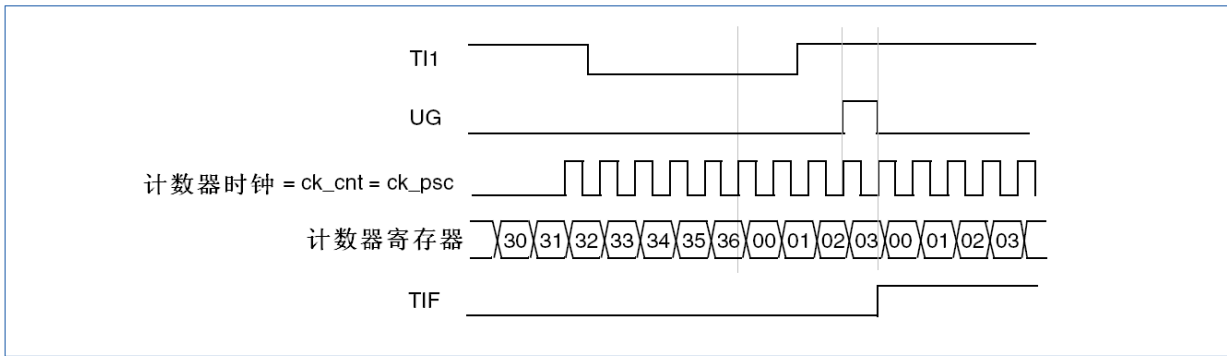 TI1
UG
计数器时钟 = ck_cnt = ck_psc
计数器寄存器 30 31 32 33 34 35 36 00 01 02 03 00 01 02 03
TIF